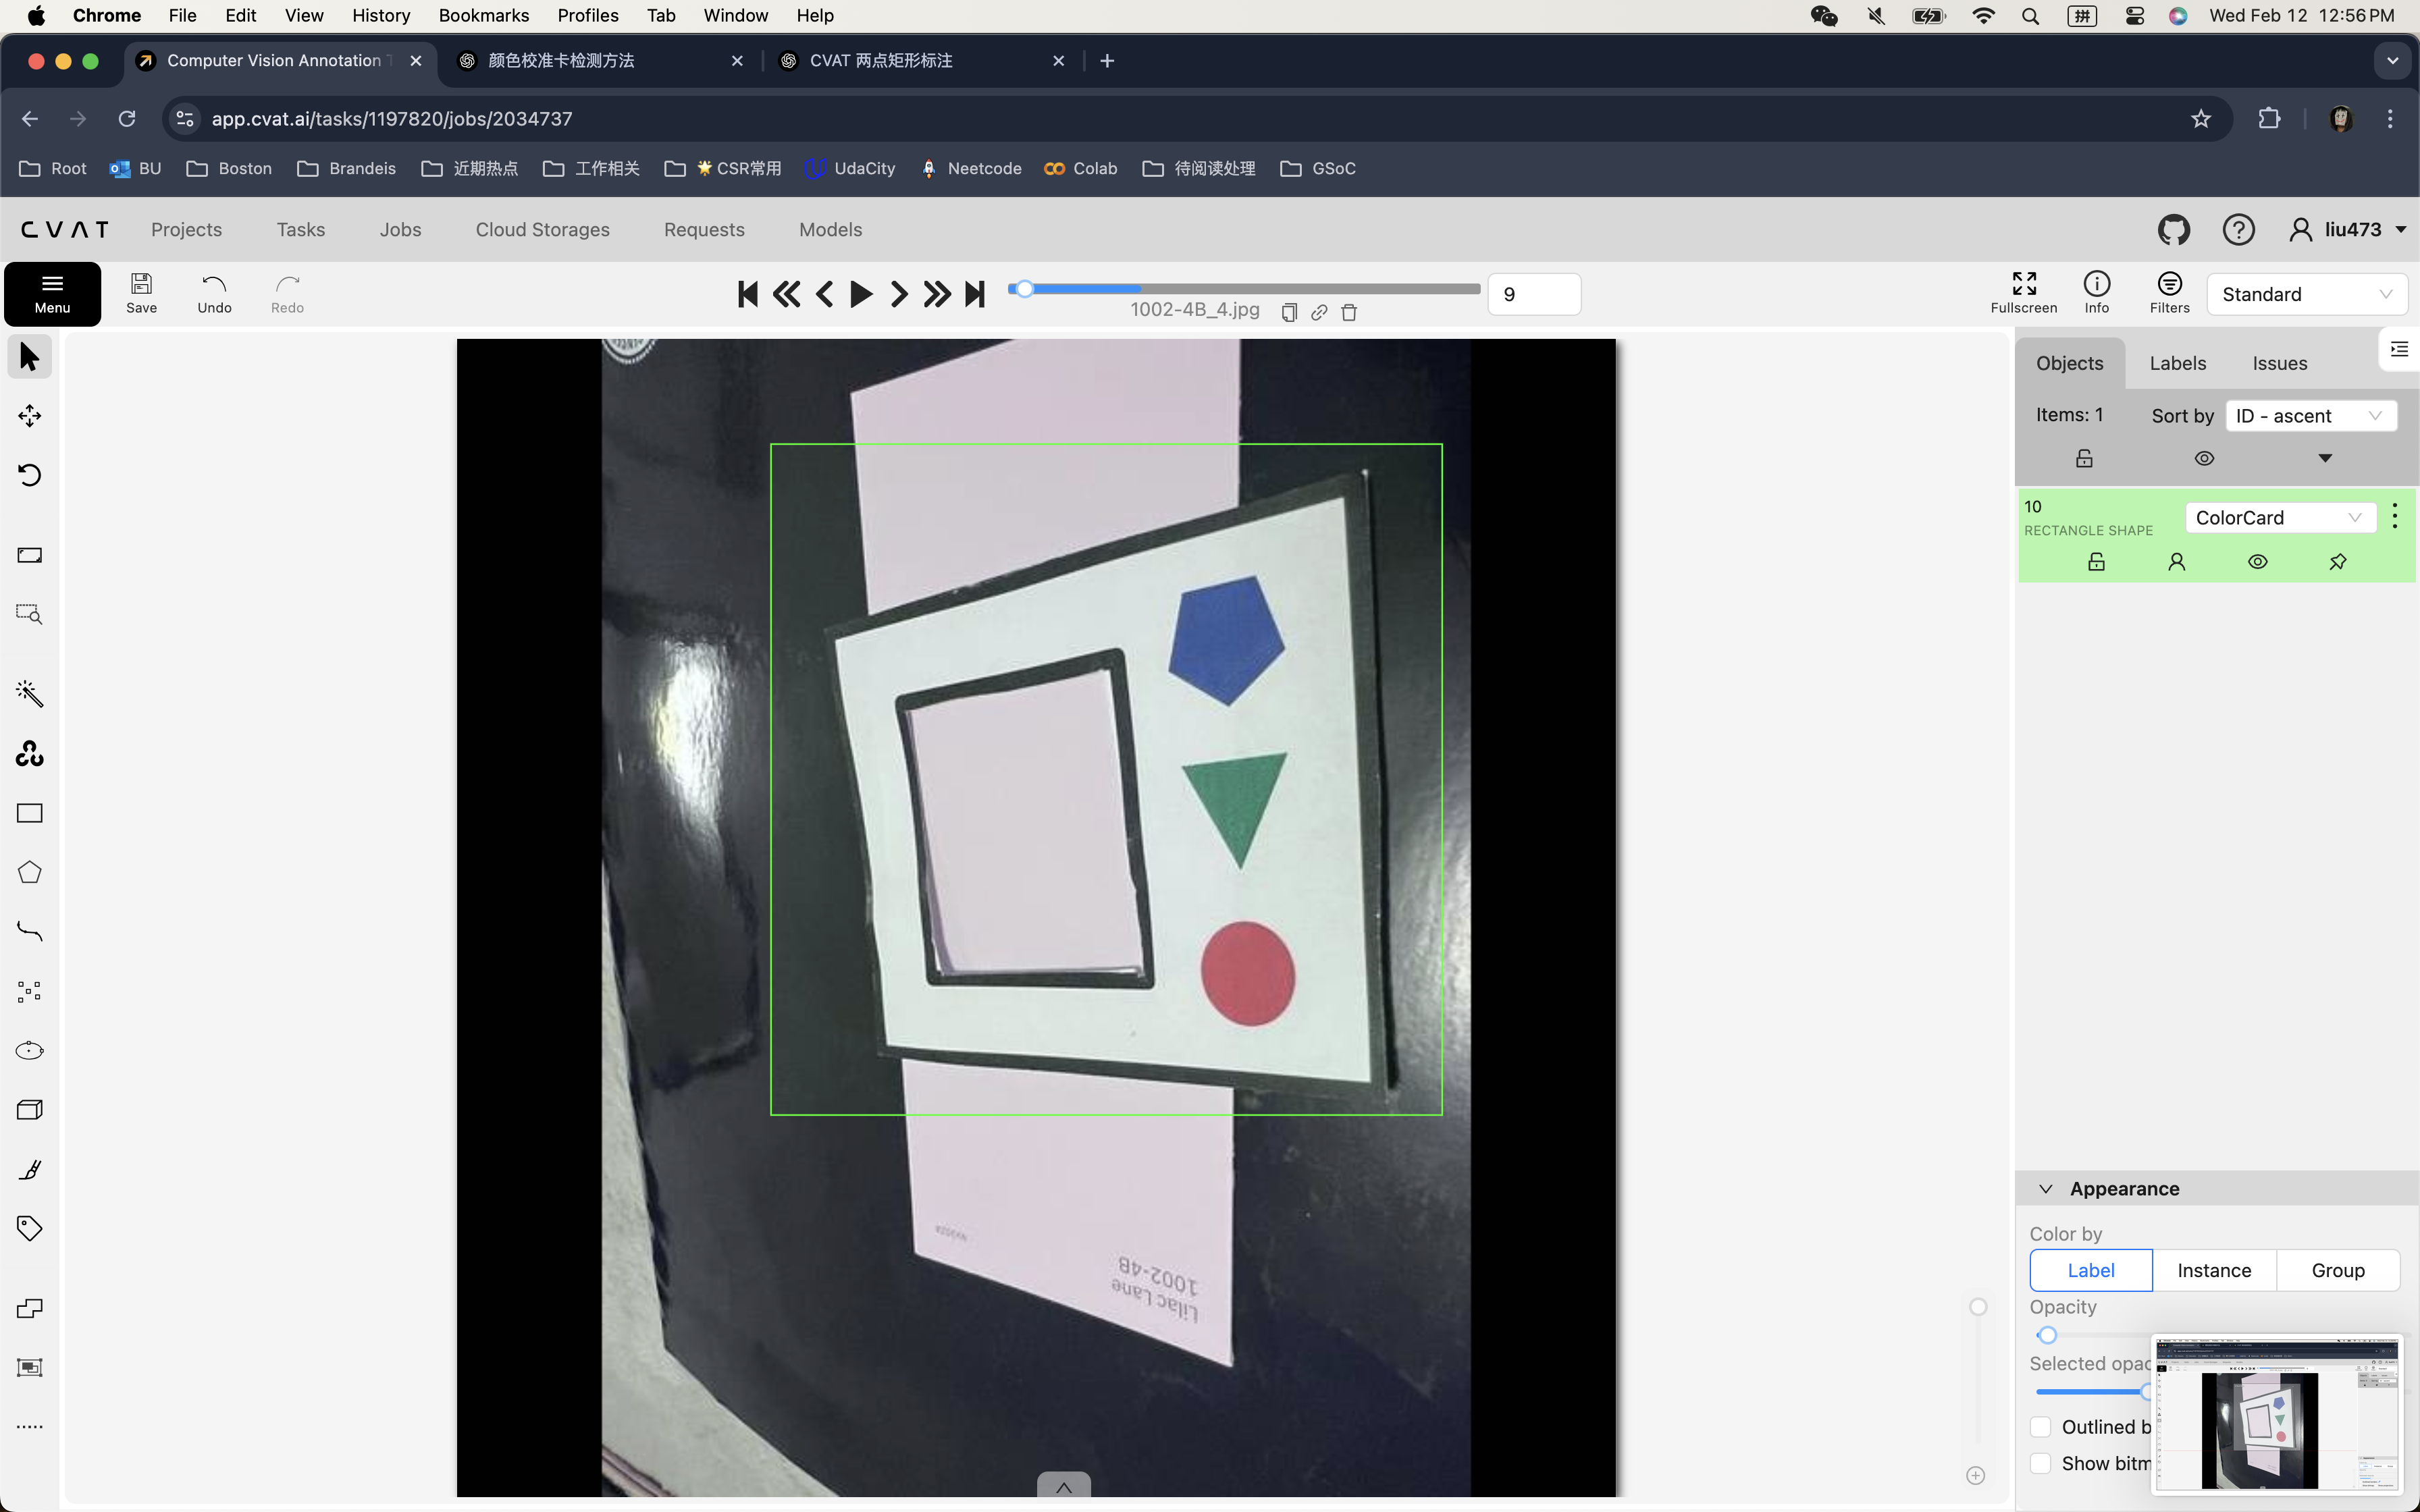 Chrome File Edit View History Bookmarks Profiles Tab Window Help 拼 Wed Feb 12 12:56 PM
Computer Vision Annotation 颜色校准卡检测方法 CVAT 两点矩形标注
app.cvat.ai/tasks/1197820/jobs/2034737
Root BU Boston Brandeis 近期热点 工作相关 🌟CSR常用 UdaCity Neetcode Colab 待阅读处理 GSoC
CVAT Projects Tasks Jobs Cloud Storages Requests Models liu473
Menu Save Undo Redo 1002-4B_4.jpg 9 Fullscreen Info Filters Standard
Objects Labels Issues
Items: 1 Sort by ID - ascent
10 ColorCard
RECTANGLE SHAPE
Appearance
Color by
Label Instance Group
Opacity
Selected opac
Outlined b
Show bitm
Lilac Lane
1002-4B